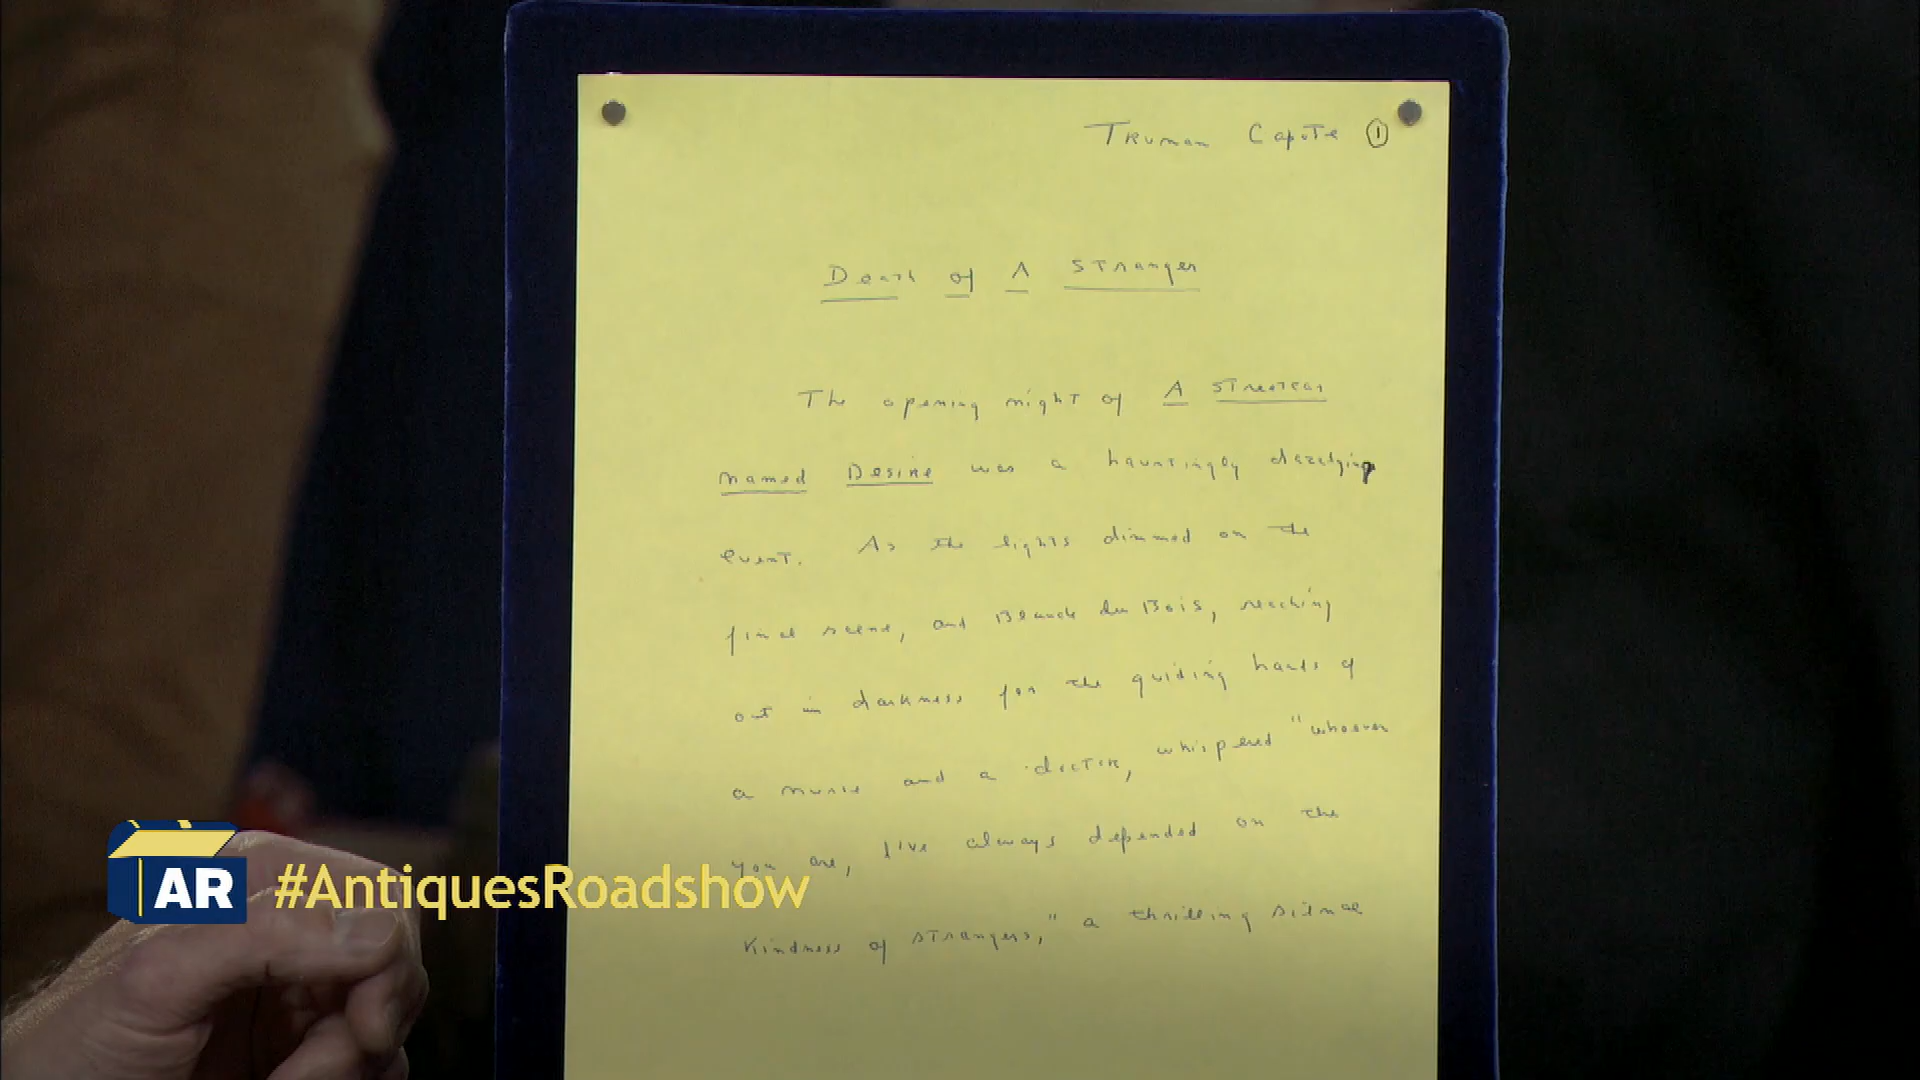 Truman Capote 1
Death of A Stranger
The opening night of A Streetcar
named Desire was a hauntingly dazzling
event. As the lights dimmed on the
final scene, and Blanche du Bois, reaching
out in darkness for the guiding hands of
a nurse and a doctor, whispered "whoever
you are, I've always depended on the
kindness of strangers," a thrilling silence
AR #AntiquesRoadshow